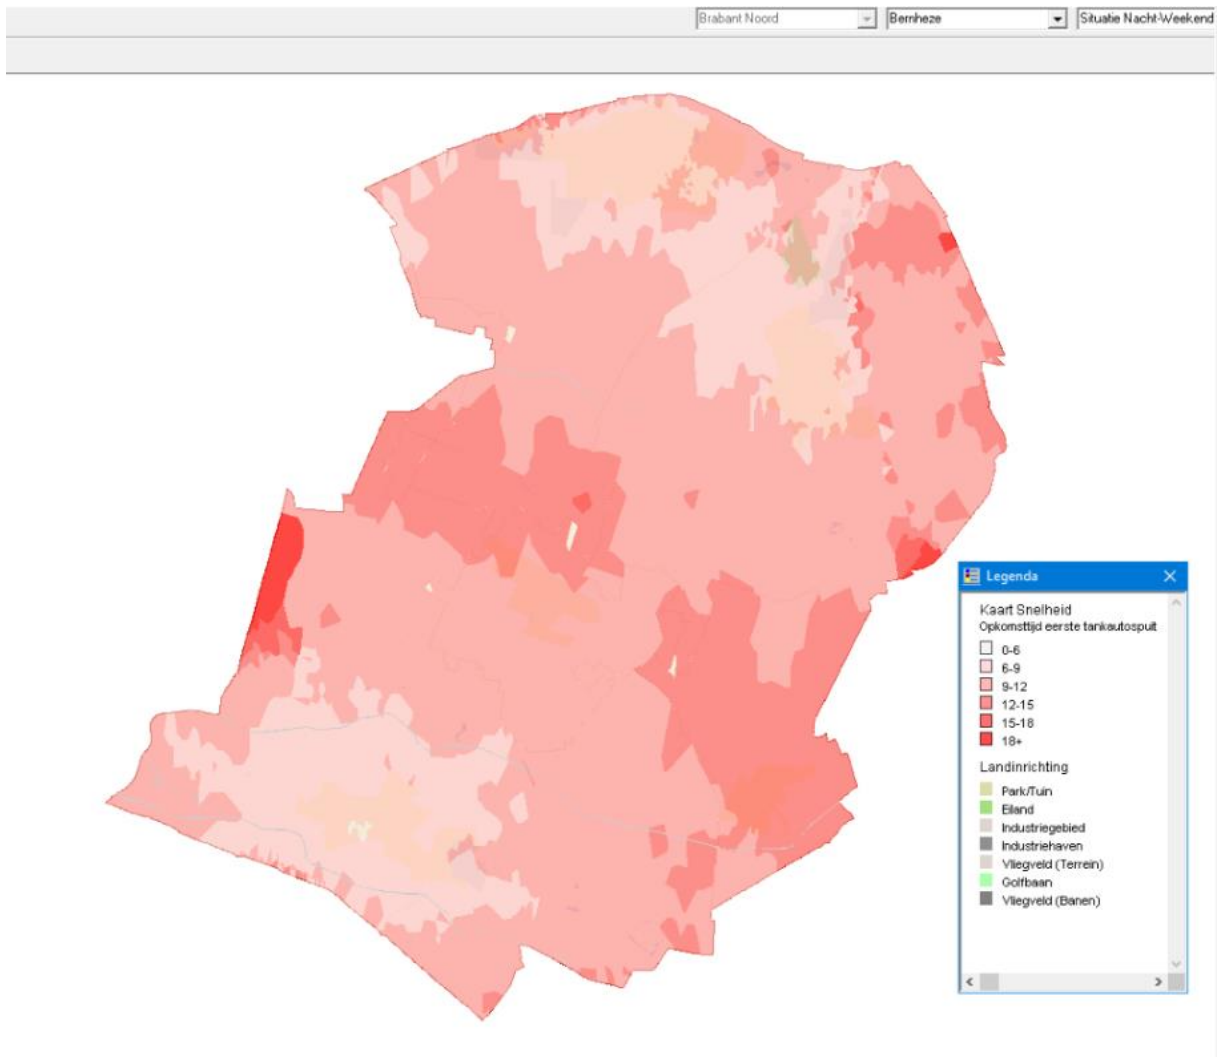 Brabant Noord
Bernheze
Situatie Nacht-Weekend
Legenda
Kaart Snelheid
Opkomsttijd eerste tankautospuit
0-6
6-9
9-12
12-15
15-18
18+
Landinrichting
Park/Tuin
Eiland
Industriegebied
Industriehaven
Vliegveld (Terrein)
Golfbaan
Vliegveld (Banen)